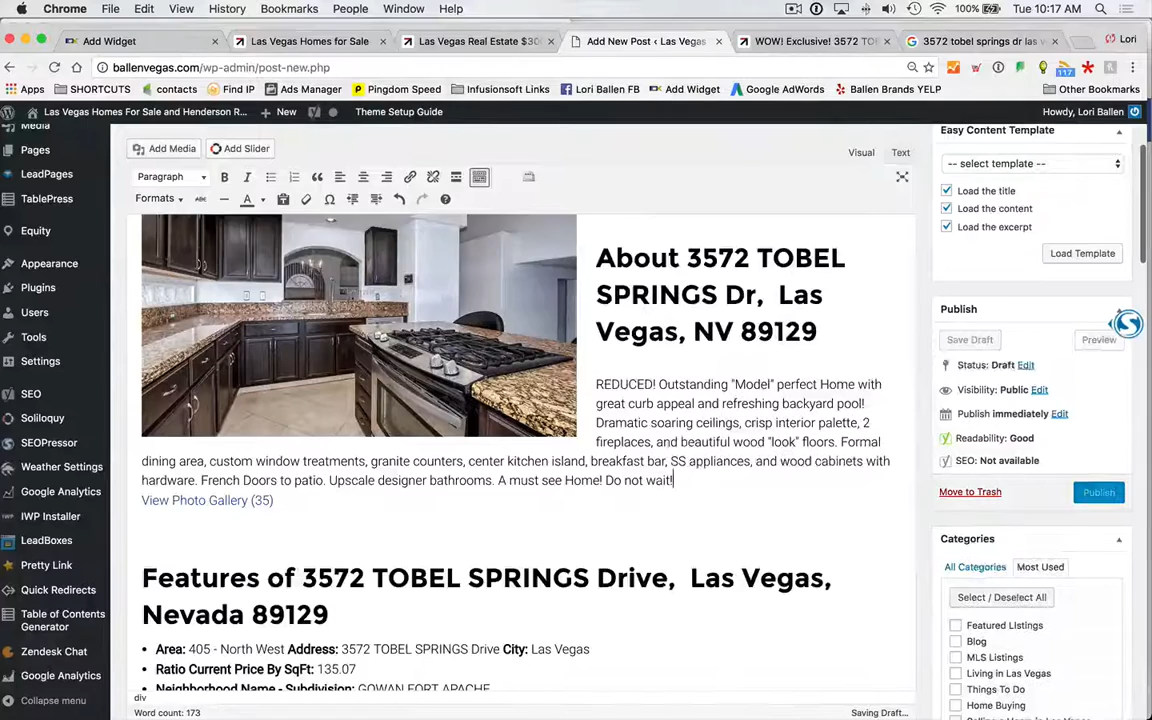 Chrome File Edit View History Bookmarks People Window Help 100% Tue 10:17 AM
Add Widget Las Vegas Homes for Sale Las Vegas Real Estate $30 Add New Post ‹ Las Vegas WOW! Exclusive! 3572 TO 3572 tobel springs dr las v Lori
ballenvegas.com/wp-admin/post-new.php
Apps SHORTCUTS contacts Find IP Ads Manager Pingdom Speed Infusionsoft Links Lori Ballen FB Add Widget Google AdWords Ballen Brands YELP 117 Other Bookmarks
Las Vegas Homes For Sale and Henderson R... New Theme Setup Guide Howdy, Lori Ballen
Media
Pages
LeadPages
TablePress
Equity
Appearance
Plugins
Users
Tools
Settings
SEO
Soliloquy
SEOPressor
Weather Settings
Google Analytics
IWP Installer
LeadBoxes
Pretty Link
Quick Redirects
Table of Contents
Generator
Zendesk Chat
Google Analytics
Collapse menu
Add Media Add Slider Visual Text
Paragraph B I
Formats ABC A
About 3572 TOBEL
SPRINGS Dr, Las
Vegas, NV 89129
REDUCED! Outstanding "Model" perfect Home with
great curb appeal and refreshing backyard pool!
Dramatic soaring ceilings, crisp interior palette, 2
fireplaces, and beautiful wood "look" floors. Formal
dining area, custom window treatments, granite counters, center kitchen island, breakfast bar, SS appliances, and wood cabinets with
hardware. French Doors to patio. Upscale designer bathrooms. A must see Home! Do not wait!
View Photo Gallery (35)
Features of 3572 TOBEL SPRINGS Drive, Las Vegas,
Nevada 89129
• Area: 405 - North West Address: 3572 TOBEL SPRINGS Drive City: Las Vegas
• Ratio Current Price By SqFt: 135.07
• Neighborhood Name - Subdivision: GOWAN FORT APACHE
div
Word count: 173 Saving Draft...
Easy Content Template
-- select template --
Load the title
Load the content
Load the excerpt
Load Template
Publish
Save Draft Preview
Status: Draft Edit
Visibility: Public Edit
Publish immediately Edit
Readability: Good
SEO: Not available
Move to Trash Publish
Categories
All Categories Most Used
Select / Deselect All
Featured LIstings
Blog
MLS Listings
Living in Las Vegas
Things To Do
Home Buying